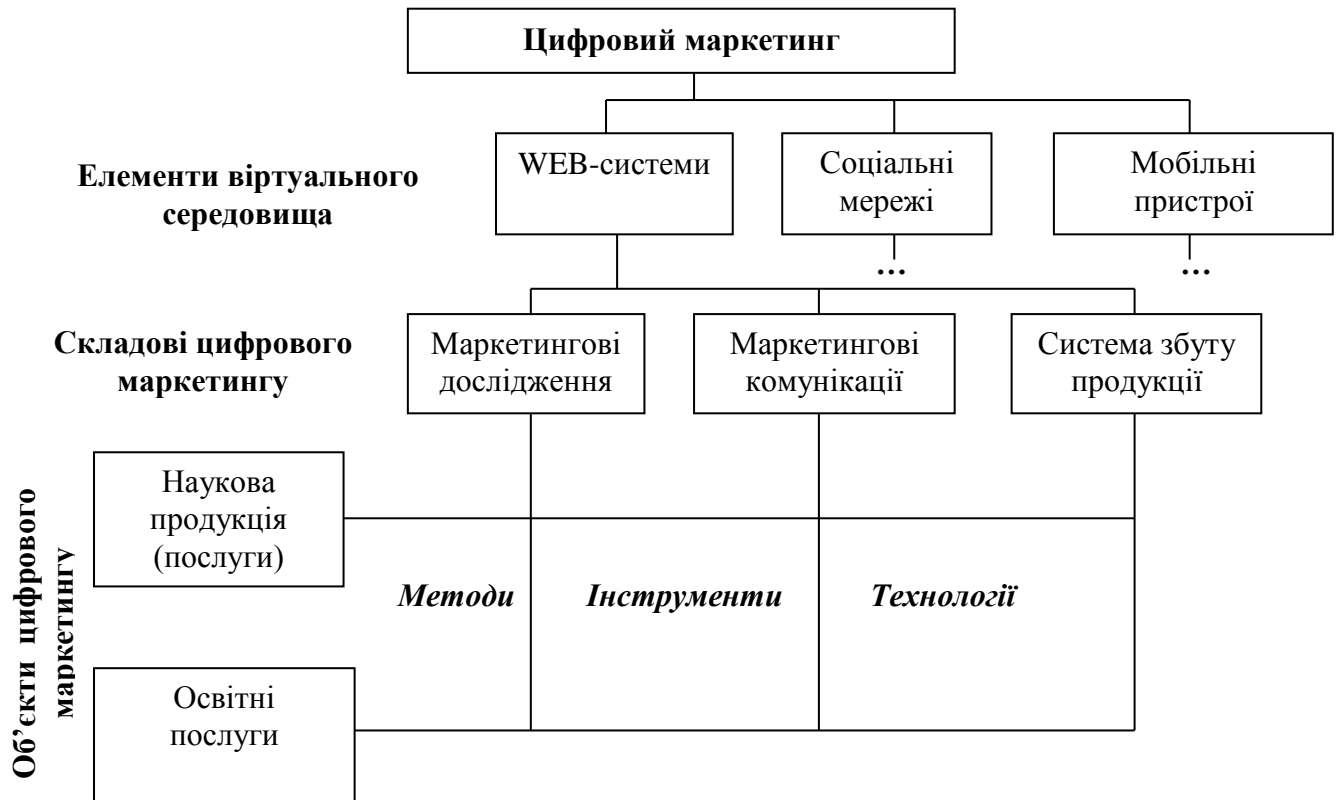 Цифровий маркетинг
Елементи віртуального
середовища
WEB-системи
Соціальні
мережі
Мобільні
пристрої
...
...
Складові цифрового
маркетингу
Маркетингові
дослідження
Маркетингові
комунікації
Система збуту
продукції
Об’єкти цифрового
маркетингу
Наукова
продукція
(послуги)
Методи
Інструменти
Технології
Освітні
послуги